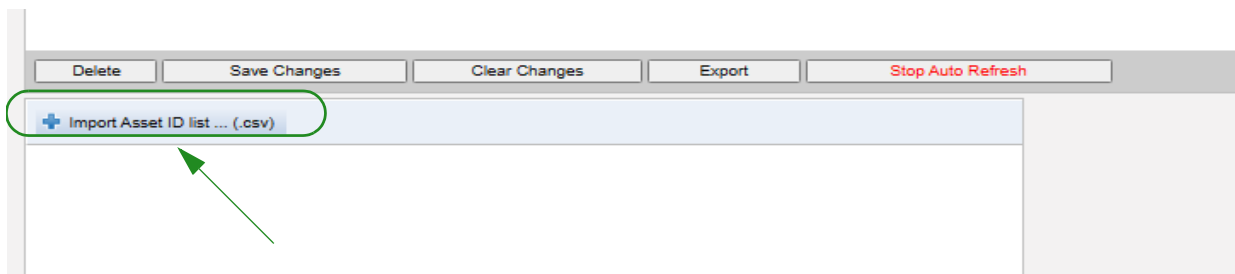 Delete Save Changes Clear Changes Export Stop Auto Refresh
Import Asset ID list ... (.csv)